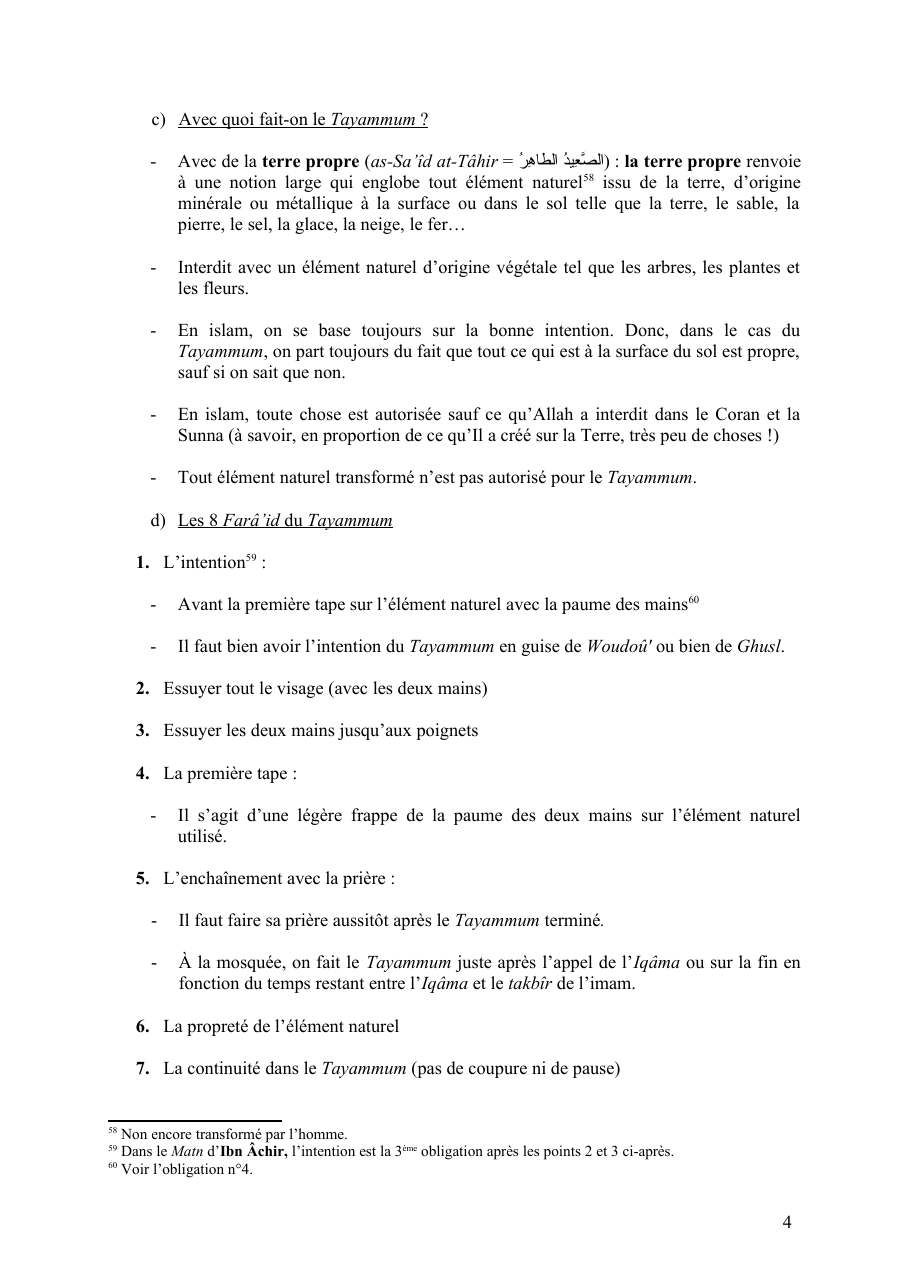 c) Avec quoi fait-on le Tayammum ?
- Avec de la terre propre (as-Sa’îd at-Tâhir = الصَّعِيدُ الطَاهِرُ) : la terre propre renvoie
à une notion large qui englobe tout élément naturel58 issu de la terre, d’origine
minérale ou métallique à la surface ou dans le sol telle que la terre, le sable, la
pierre, le sel, la glace, la neige, le fer…
- Interdit avec un élément naturel d’origine végétale tel que les arbres, les plantes et
les fleurs.
- En islam, on se base toujours sur la bonne intention. Donc, dans le cas du
Tayammum, on part toujours du fait que tout ce qui est à la surface du sol est propre,
sauf si on sait que non.
- En islam, toute chose est autorisée sauf ce qu’Allah a interdit dans le Coran et la
Sunna (à savoir, en proportion de ce qu’Il a créé sur la Terre, très peu de choses !)
- Tout élément naturel transformé n’est pas autorisé pour le Tayammum.
d) Les 8 Farâ’id du Tayammum
1. L’intention59 :
- Avant la première tape sur l’élément naturel avec la paume des mains60
- Il faut bien avoir l’intention du Tayammum en guise de Woudoû' ou bien de Ghusl.
2. Essuyer tout le visage (avec les deux mains)
3. Essuyer les deux mains jusqu’aux poignets
4. La première tape :
- Il s’agit d’une légère frappe de la paume des deux mains sur l’élément naturel
utilisé.
5. L’enchaînement avec la prière :
- Il faut faire sa prière aussitôt après le Tayammum terminé.
- À la mosquée, on fait le Tayammum juste après l’appel de l’Iqâma ou sur la fin en
fonction du temps restant entre l’Iqâma et le takbîr de l’imam.
6. La propreté de l’élément naturel
7. La continuité dans le Tayammum (pas de coupure ni de pause)
58 Non encore transformé par l’homme.
59 Dans le Matn d’Ibn Âchir, l’intention est la 3ème obligation après les points 2 et 3 ci-après.
60 Voir l’obligation n°4.
4